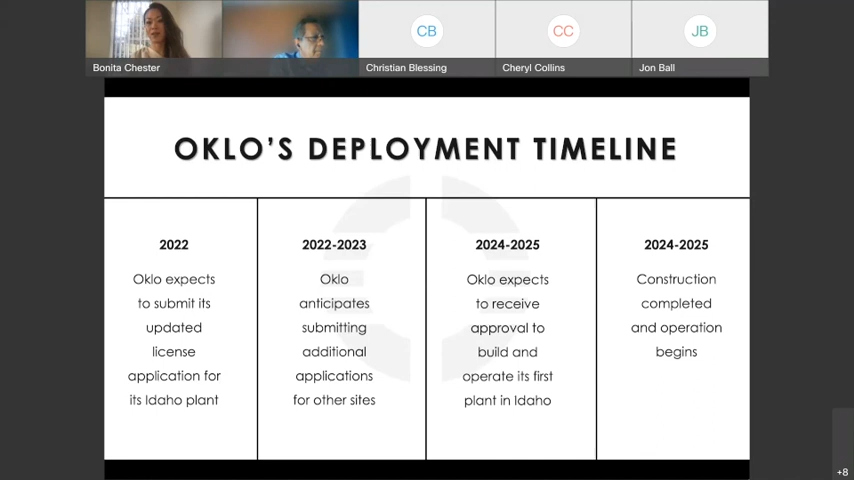 CB
CC
JB
Bonita Chester
Christian Blessing
Cheryl Collins
Jon Ball
OKLO'S DEPLOYMENT TIMELINE
2022
Oklo expects
to submit its
updated
license
application for
its Idaho plant
2022-2023
Oklo
anticipates
submitting
additional
applications
for other sites
2024-2025
Oklo expects
to receive
approval to
build and
operate its first
plant in Idaho
2024-2025
Construction
completed
and operation
begins
+8